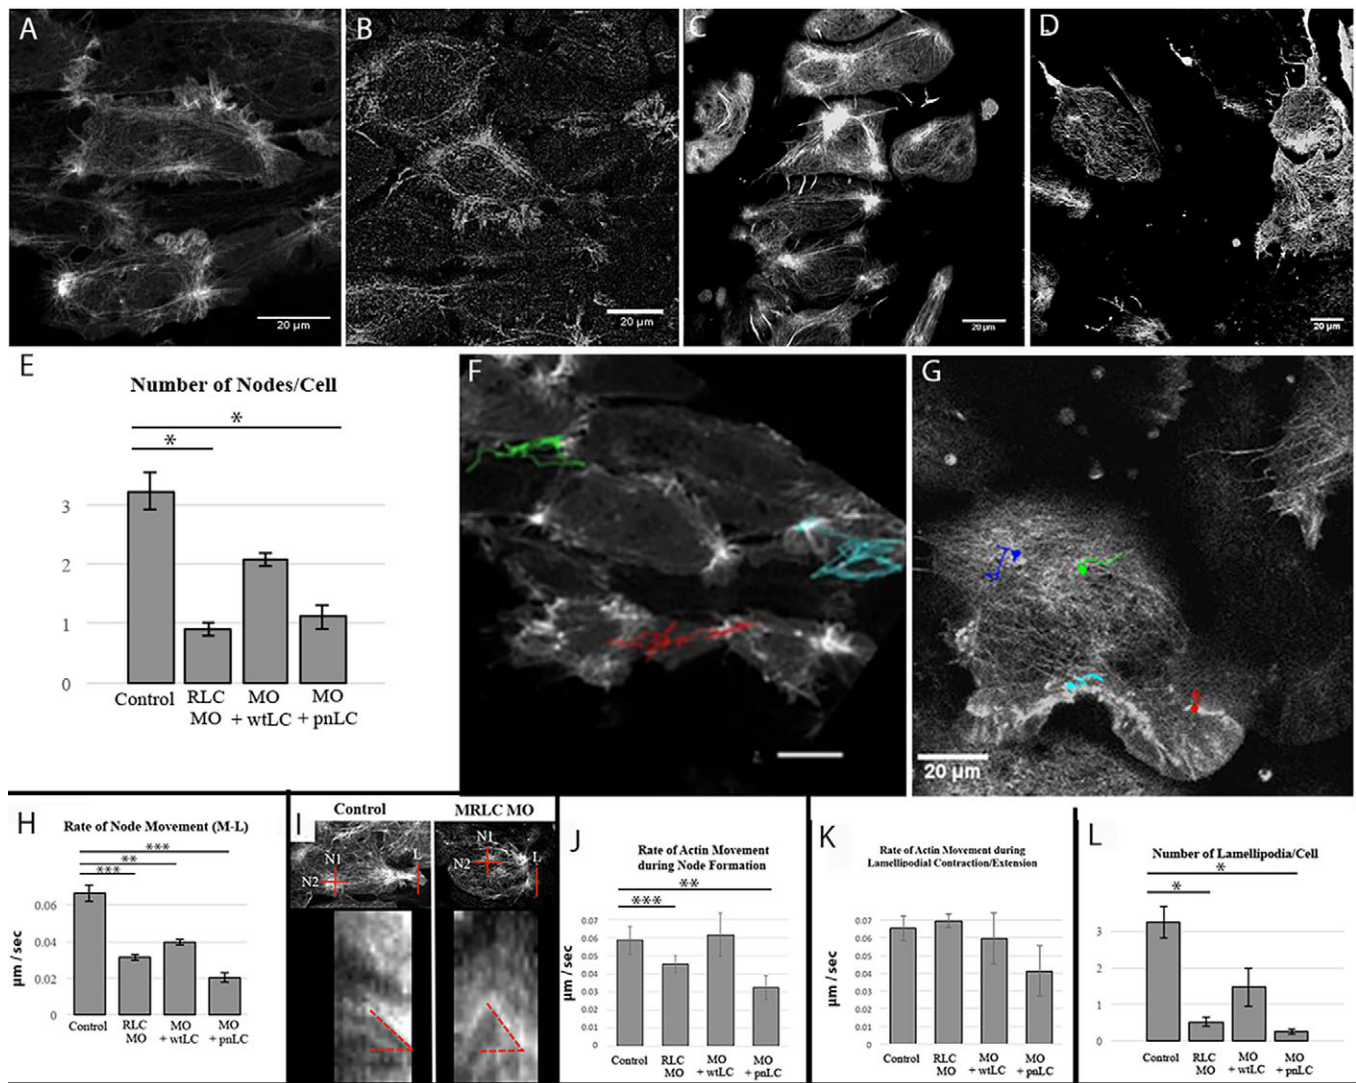 A
B
C
D
20 µm
20 µm
20 µm
20 µm
E
Number of Nodes/Cell
*
*
3
2
1
0
Control
RLC
MO
MO
+ wtLC
MO
+ pnLC
F
G
20 µm
H
Rate of Node Movement (M-L)
***
**
***
µm / sec
0.06
0.04
0.02
0
Control
RLC
MO
MO
+ wtLC
MO
+ pnLC
I
Control
MRLC MO
N1
N2
L
N1
N2
L
J
Rate of Actin Movement
during Node Formation
**
***
µm / sec
0.07
0.06
0.05
0.04
0.03
0.02
0.01
0
Control
RLC
MO
MO
+ wtLC
MO
+ pnLC
K
Rate of Actin Movement during
Lamellipodial Contraction/Extension
µm / sec
0.07
0.06
0.05
0.04
0.03
0.02
0.01
0
Control
RLC
MO
MO
+ wtLC
MO
+ pnLC
L
Number of Lamellipodia/Cell
*
*
3
2
1
0
Control
RLC
MO
MO
+ wtLC
MO
+ pnLC